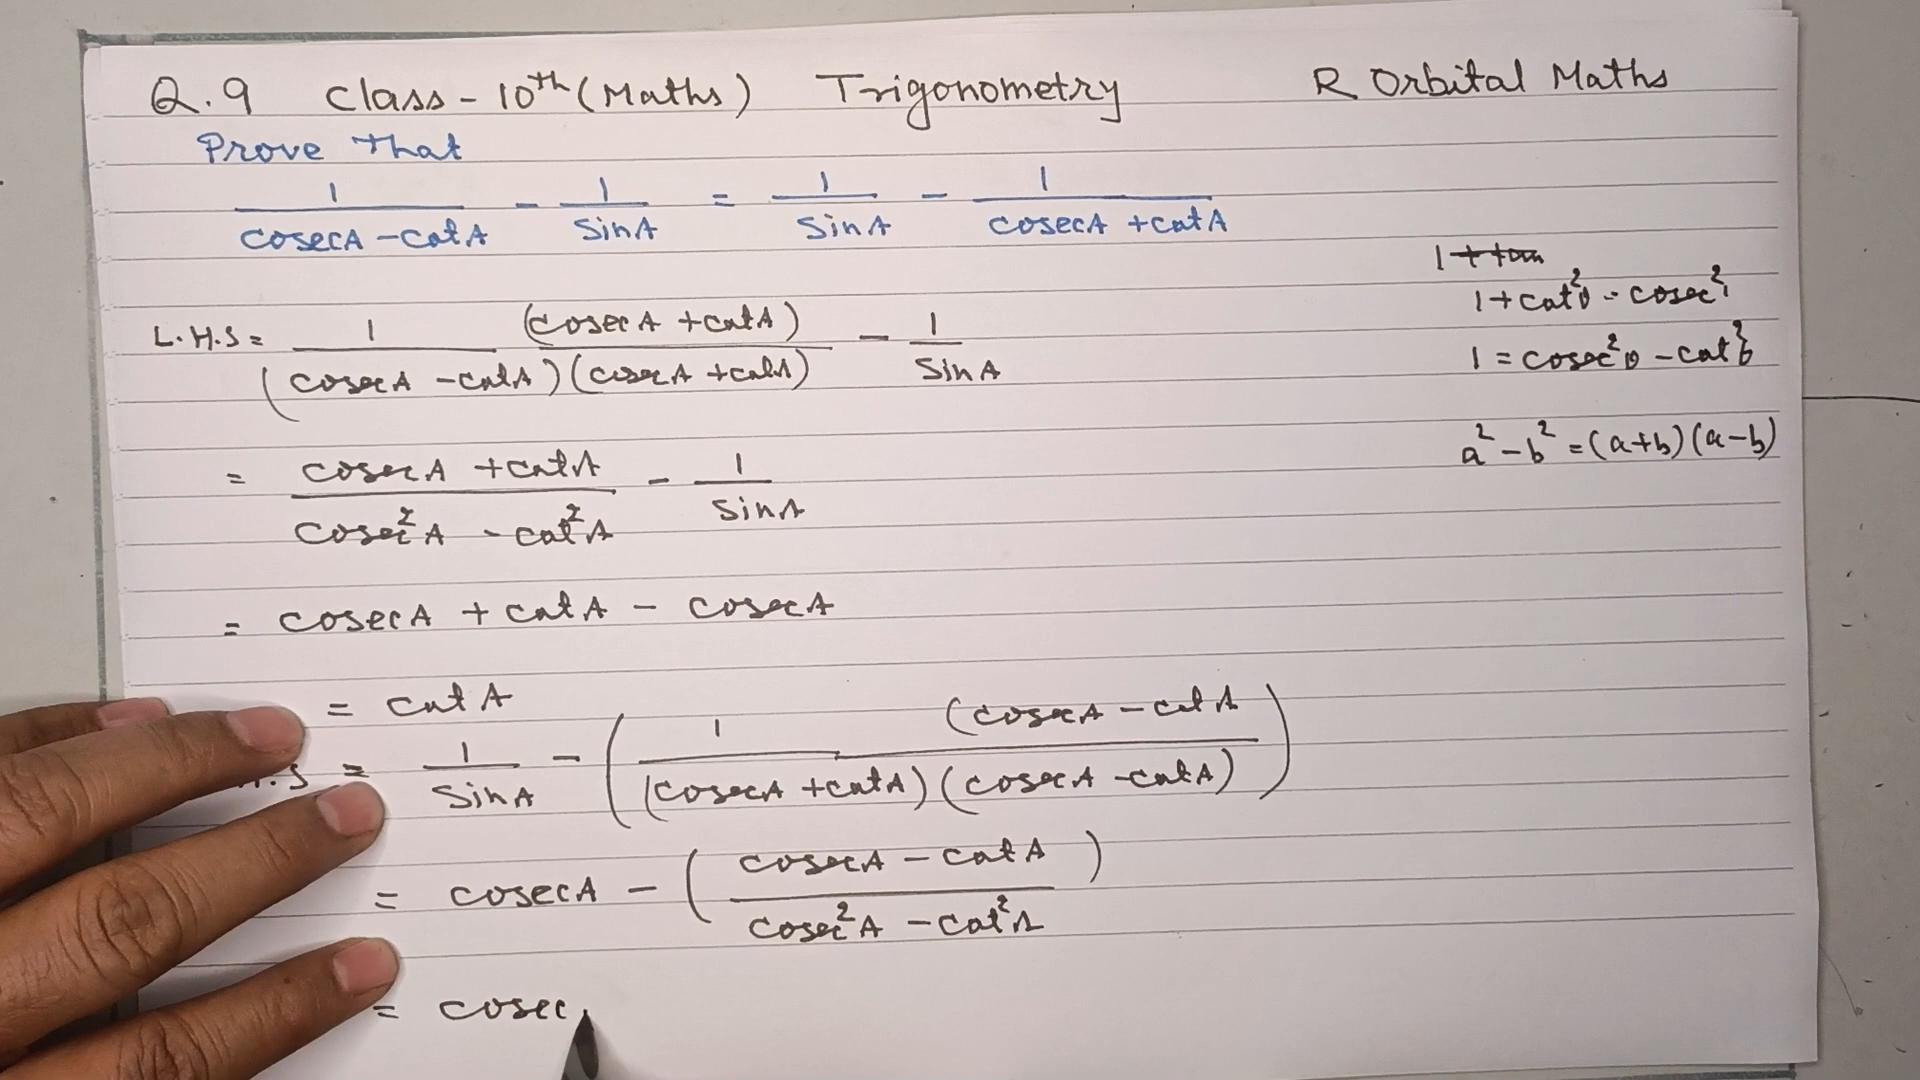 Q.9 Class-10th (Maths) Trigonometry R Orbital Maths
Prove that
1/(cosecA - cotA) - 1/sinA = 1/sinA - 1/(cosecA + cotA)
1 + tan
1 + cot²θ = cosec²
1 = cosec²θ - cot²θ
a² - b² = (a+b)(a-b)
L.H.S = 1/(cosecA - cotA) (cosecA + cotA)/(cosecA + cotA) - 1/sinA
= (cosecA + cotA)/(cosec²A - cot²A) - 1/sinA
= cosecA + cotA - cosecA
= cotA
.S = 1/sinA - (1/(cosecA + cotA) (cosecA - cotA)/(cosecA - cotA))
= cosecA - ((cosecA - cotA)/(cosec²A - cot²A))
= cosec